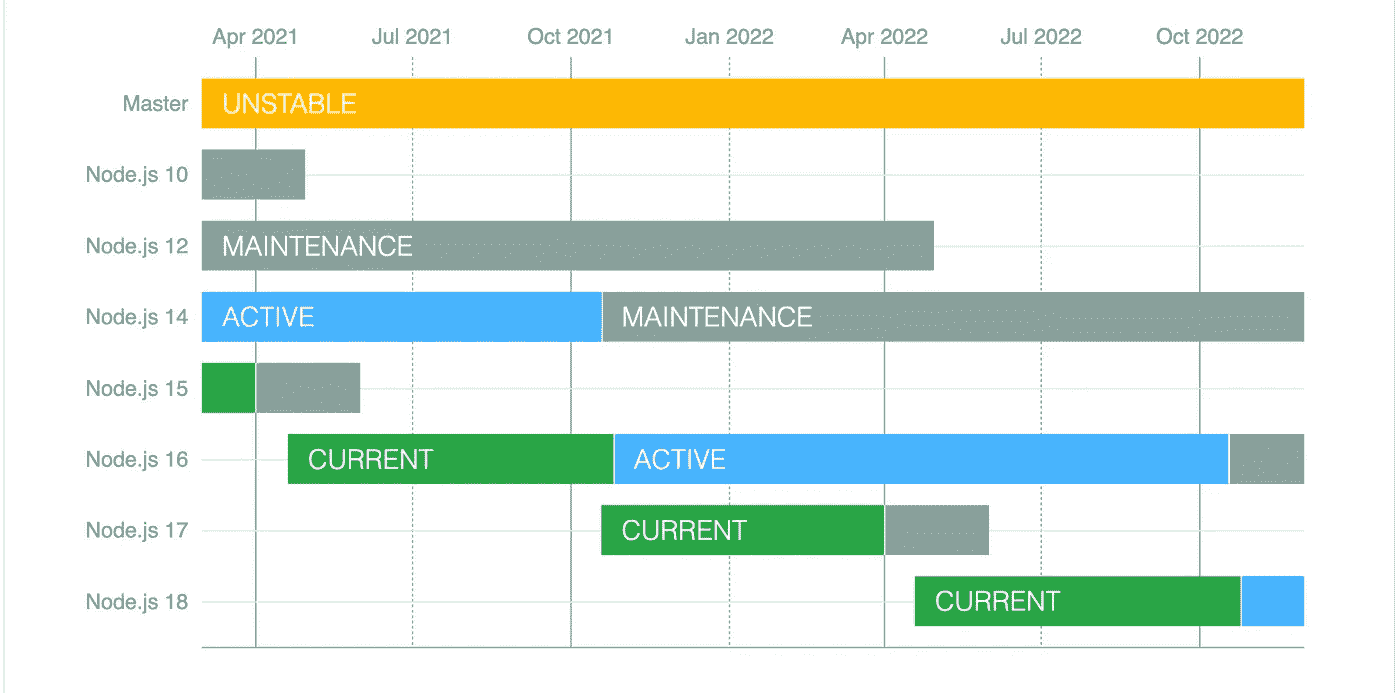 Apr 2021 Jul 2021 Oct 2021 Jan 2022 Apr 2022 Jul 2022 Oct 2022
Master UNSTABLE
Node.js 10
Node.js 12 MAINTENANCE
Node.js 14 ACTIVE MAINTENANCE
Node.js 15
Node.js 16 CURRENT ACTIVE
Node.js 17 CURRENT
Node.js 18 CURRENT